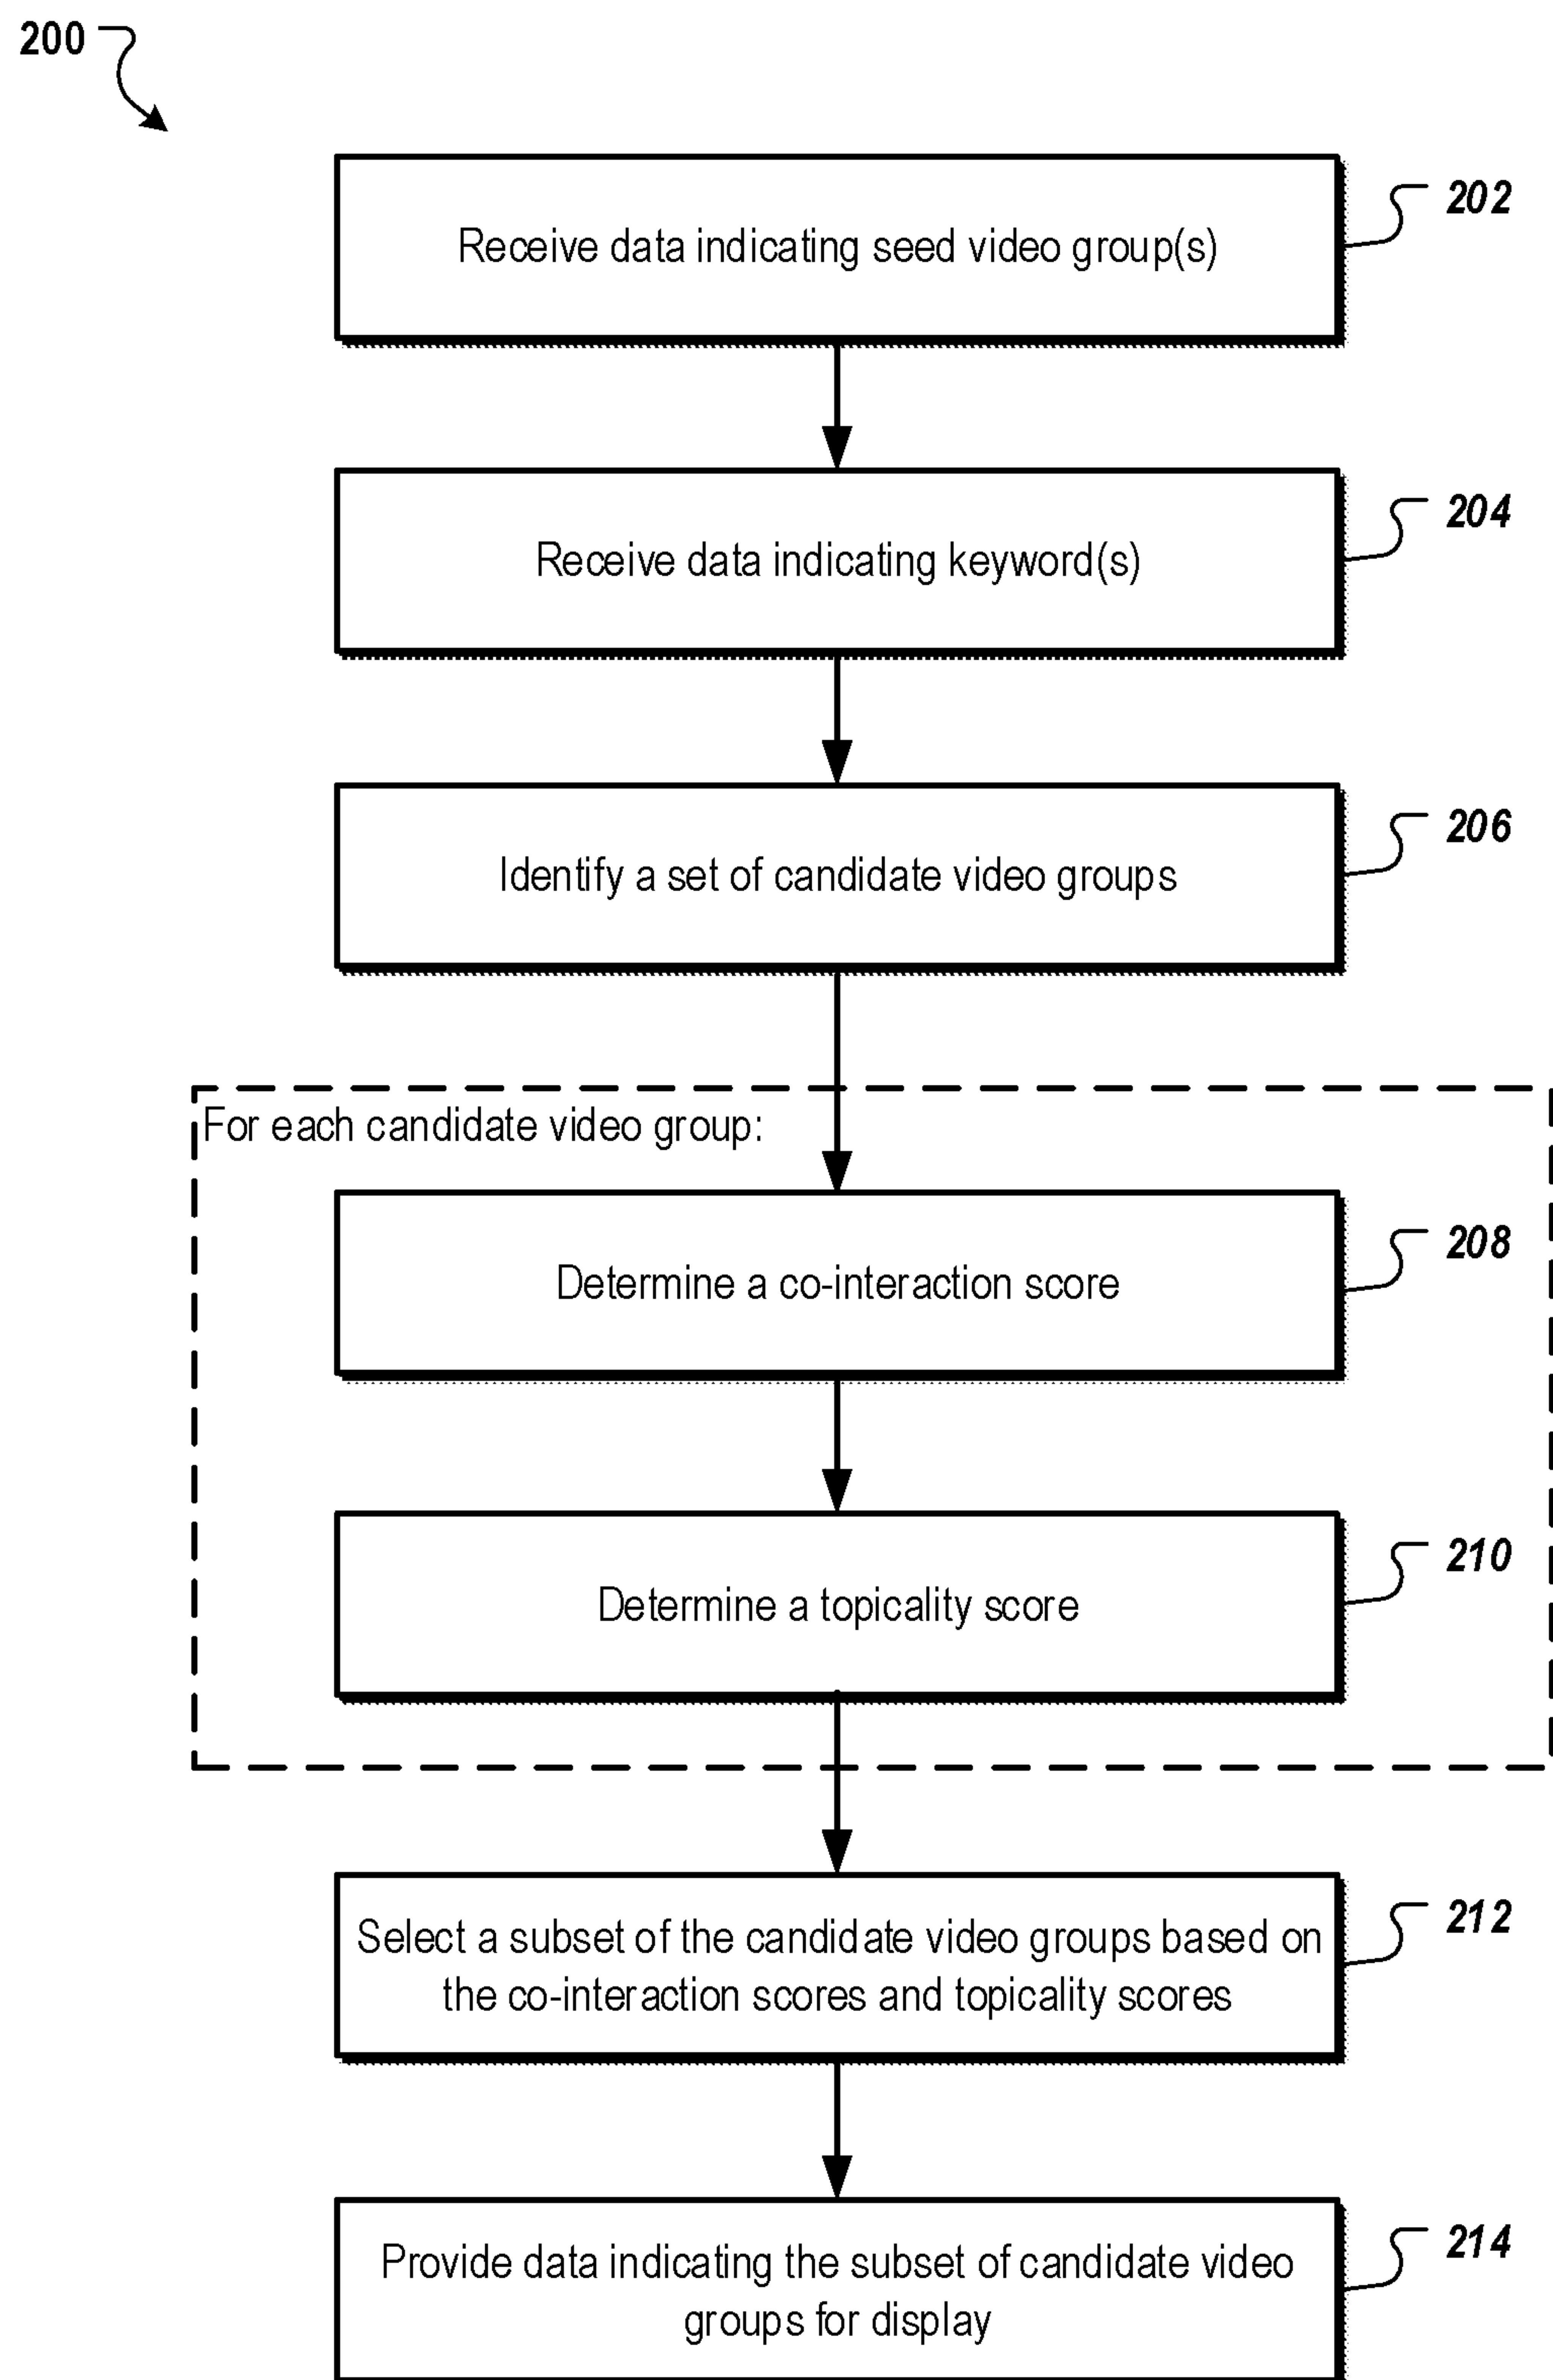 200
Receive data indicating seed video group(s)
202
Receive data indicating keyword(s)
204
Identify a set of candidate video groups
206
For each candidate video group:
Determine a co-interaction score
208
Determine a topicality score
210
Select a subset of the candidate video groups based on
the co-interaction scores and topicality scores
212
Provide data indicating the subset of candidate video
groups for display
214